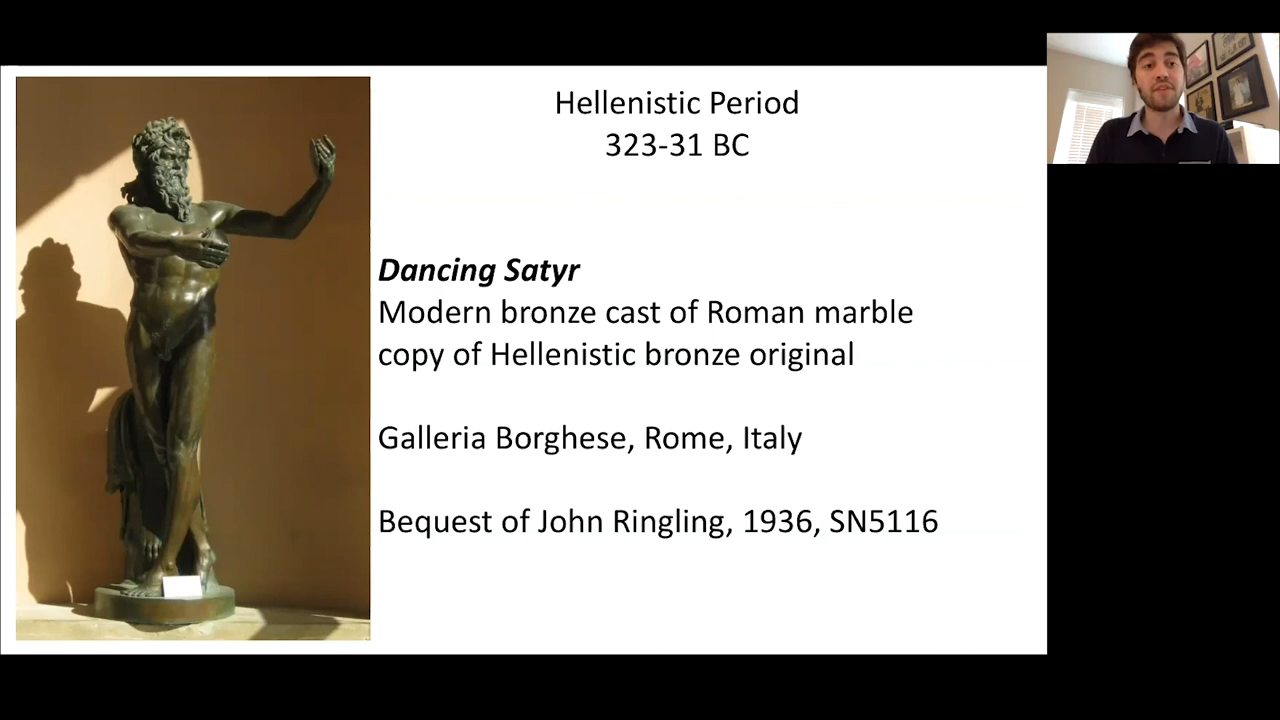 Hellenistic Period
323-31 BC
Dancing Satyr
Modern bronze cast of Roman marble
copy of Hellenistic bronze original
Galleria Borghese, Rome, Italy
Bequest of John Ringling, 1936, SN5116